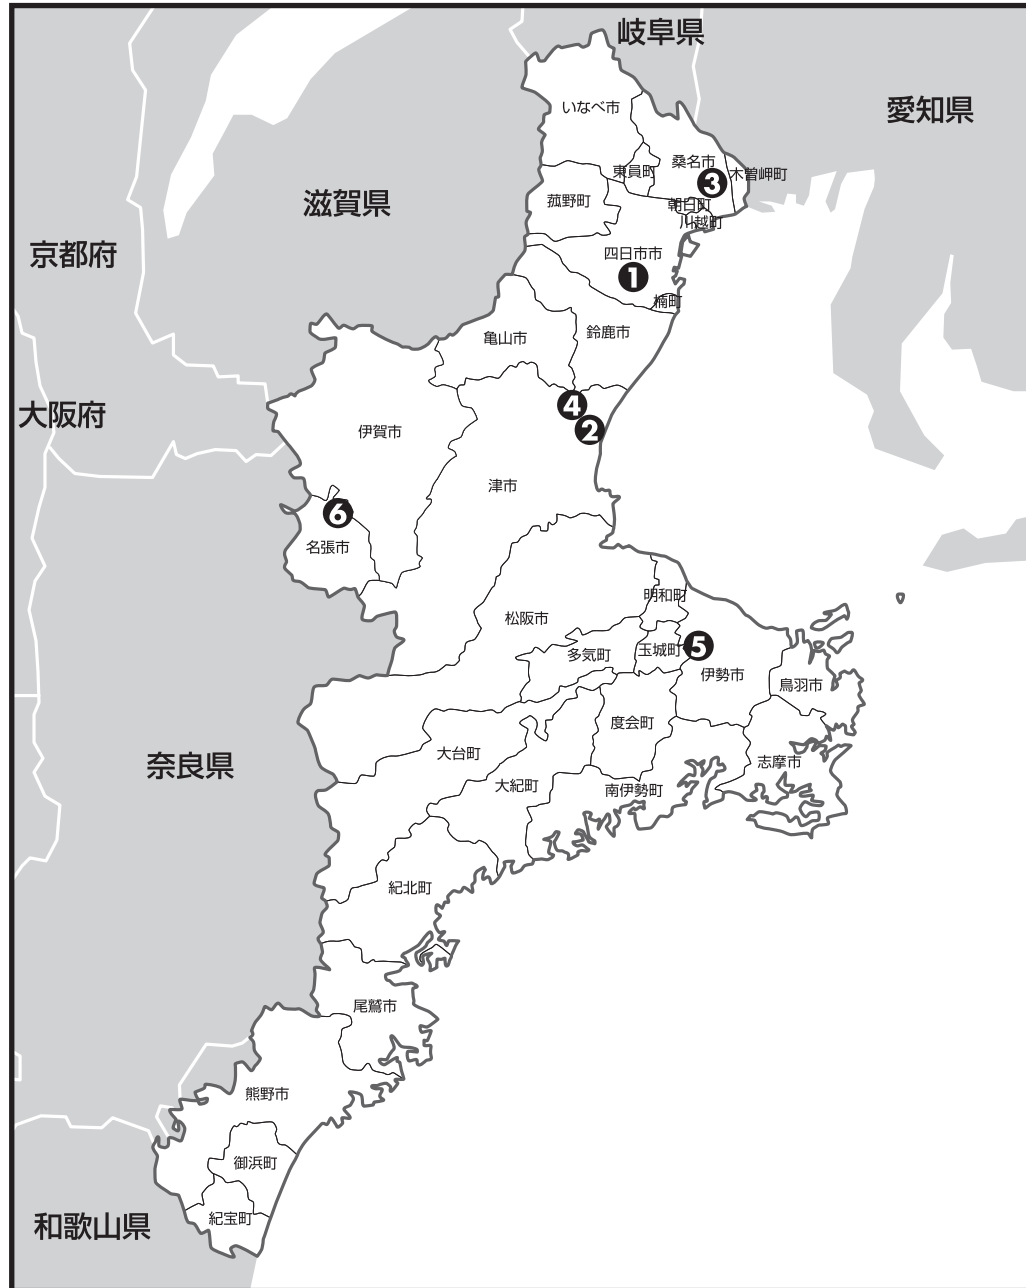 岐阜県
愛知県
いなべ市
桑名市
東員町
木曽岬町
3
菰野町
滋賀県
朝日町
川越町
京都府
四日市市
1
楠町
鈴鹿市
亀山市
4
大阪府
2
伊賀市
津市
6
名張市
明和町
松阪市
5
玉城町
多気町
伊勢市
鳥羽市
度会町
大台町
志摩市
奈良県
大紀町
南伊勢町
紀北町
尾鷲市
熊野市
御浜町
紀宝町
和歌山県